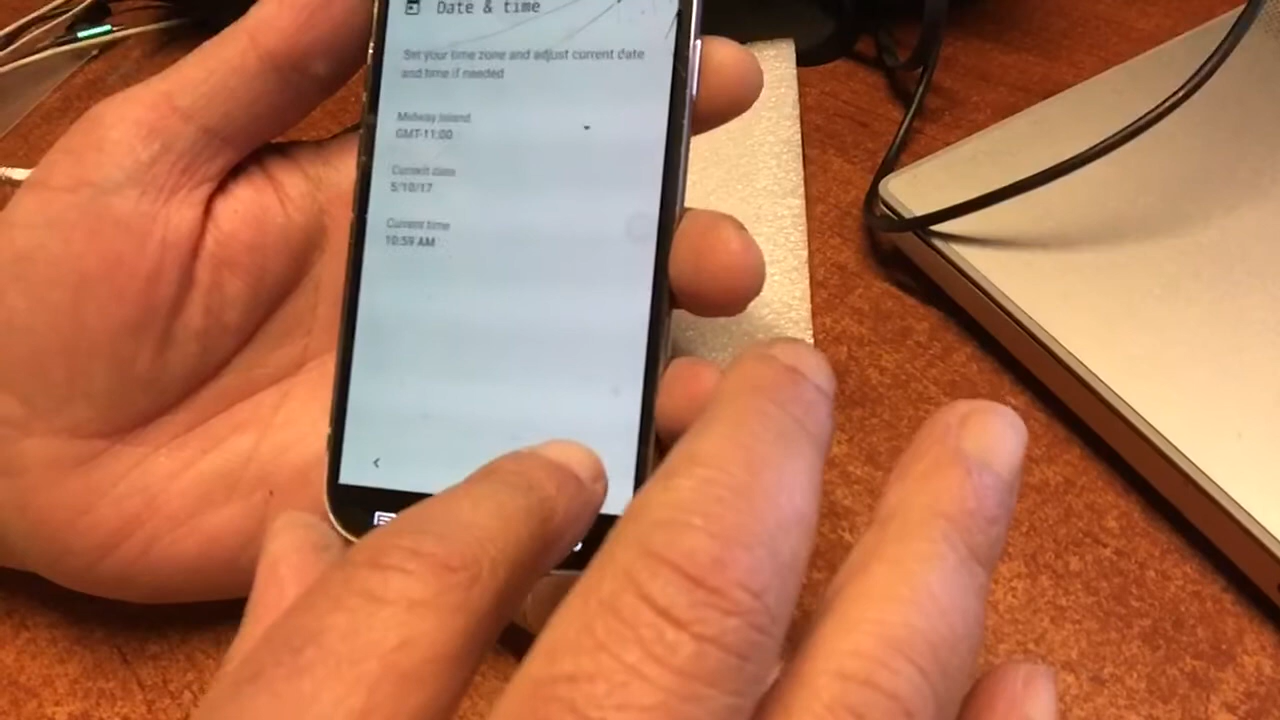 Date & time
Set your time zone and adjust current date
and time if needed
Midway Island
GMT-11:00
Current date
5/10/17
Current time
10:59 AM